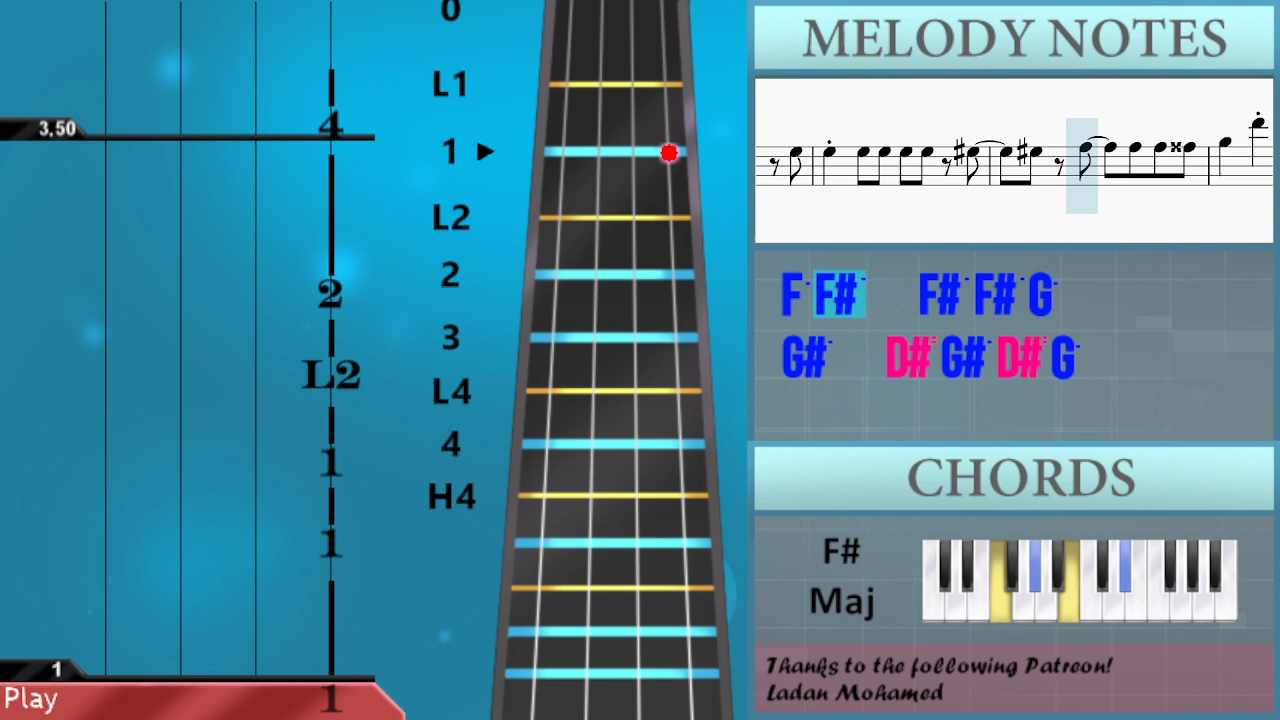 3.50
4
2
L2
1
1
1
Play
1
0
L1
1
L2
2
3
L4
4
H4
MELODY NOTES
F- F#- F#- F#- G-
G#- D#= G#- D#= G-
CHORDS
F#
Maj
Thanks to the following Patreon!
Ladan Mohamed